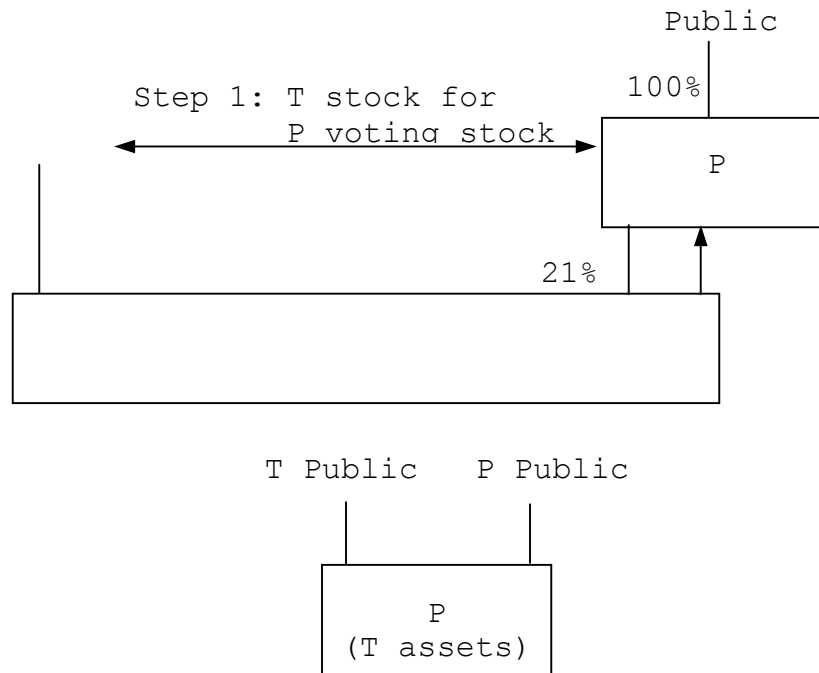 Public
100%
Step 1: T stock for
P voting stock
P
21%
T Public P Public
P
(T assets)